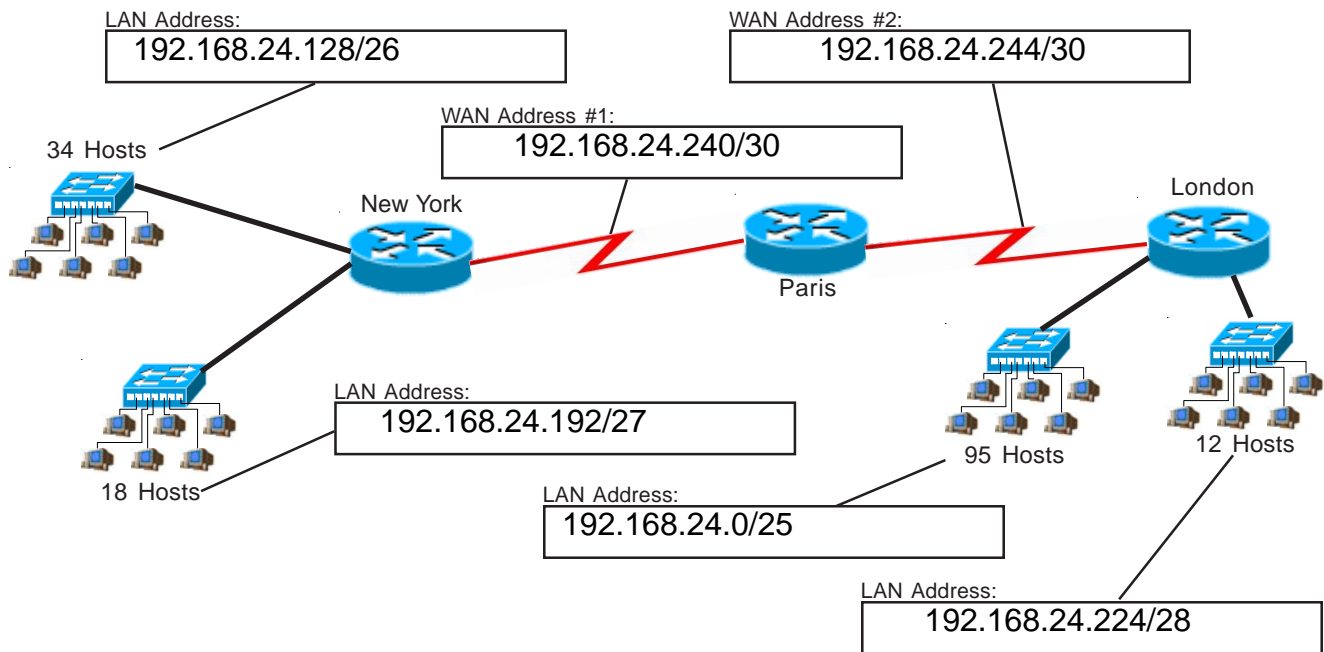 LAN Address:
192.168.24.128/26
WAN Address #2:
192.168.24.244/30
WAN Address #1:
192.168.24.240/30
34 Hosts
New York
London
Paris
LAN Address:
192.168.24.192/27
18 Hosts
95 Hosts
12 Hosts
LAN Address:
192.168.24.0/25
LAN Address:
192.168.24.224/28